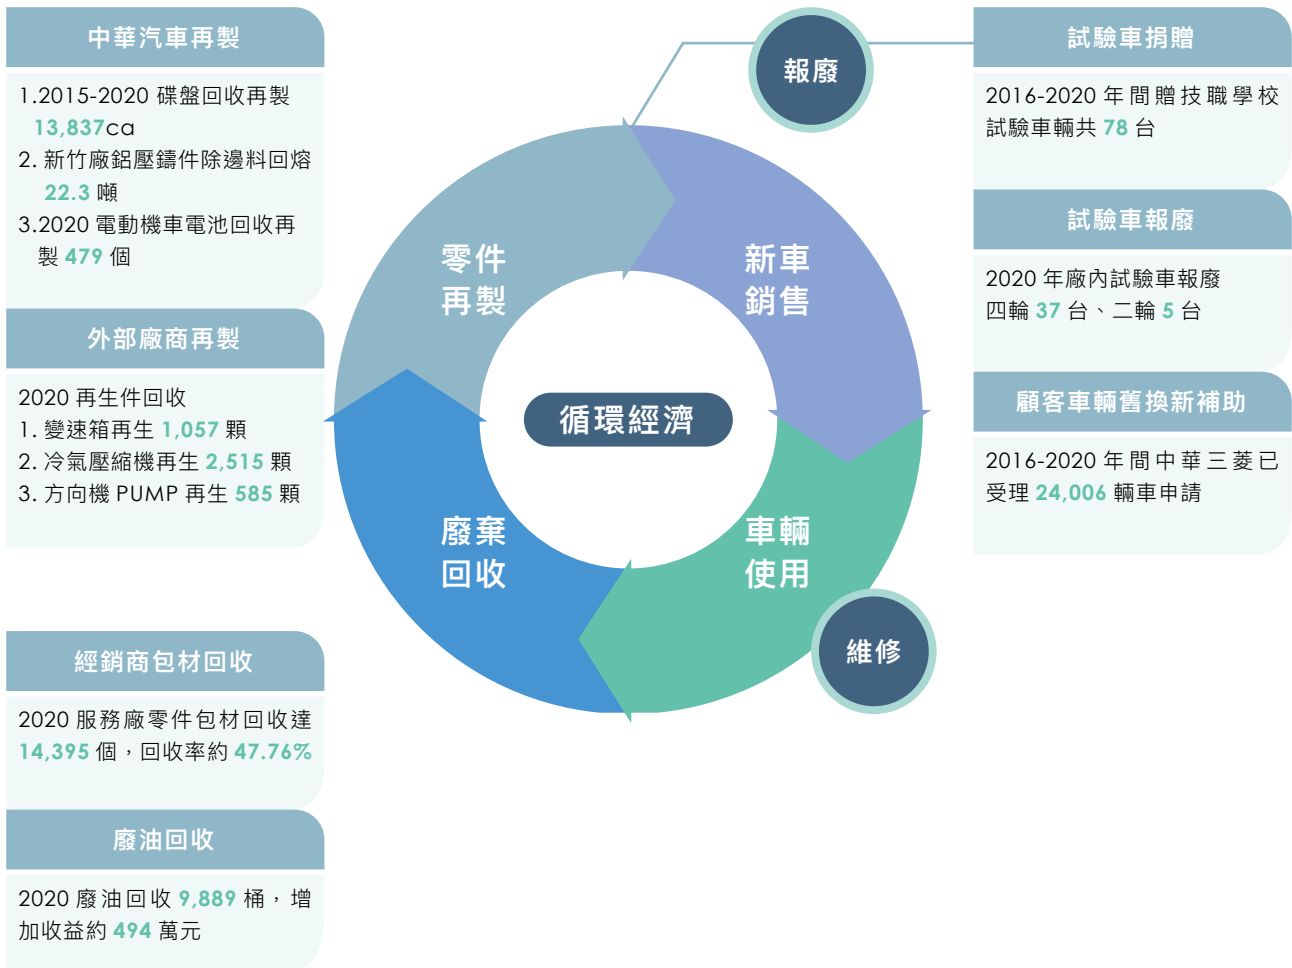 中華汽車再製
1.2015-2020 碟盤回收再製
13,837ca
2. 新竹廠鋁壓鑄件除邊料回熔
22.3 噸
3.2020 電動機車電池回收再
製 479 個
外部廠商再製
2020 再生件回收
1. 變速箱再生 1,057 顆
2. 冷氣壓縮機再生 2,515 顆
3. 方向機 PUMP 再生 585 顆
經銷商包材回收
2020 服務廠零件包材回收達
14,395 個，回收率約 47.76%
廢油回收
2020 廢油回收 9,889 桶，增
加收益約 494 萬元
報廢
零件
再製
新車
銷售
循環經濟
廢棄
回收
車輛
使用
維修
試驗車捐贈
2016-2020 年間贈技職學校
試驗車輛共 78 台
試驗車報廢
2020 年廠內試驗車報廢
四輪 37 台、二輪 5 台
顧客車輛舊換新補助
2016-2020 年間中華三菱已
受理 24,006 輛車申請